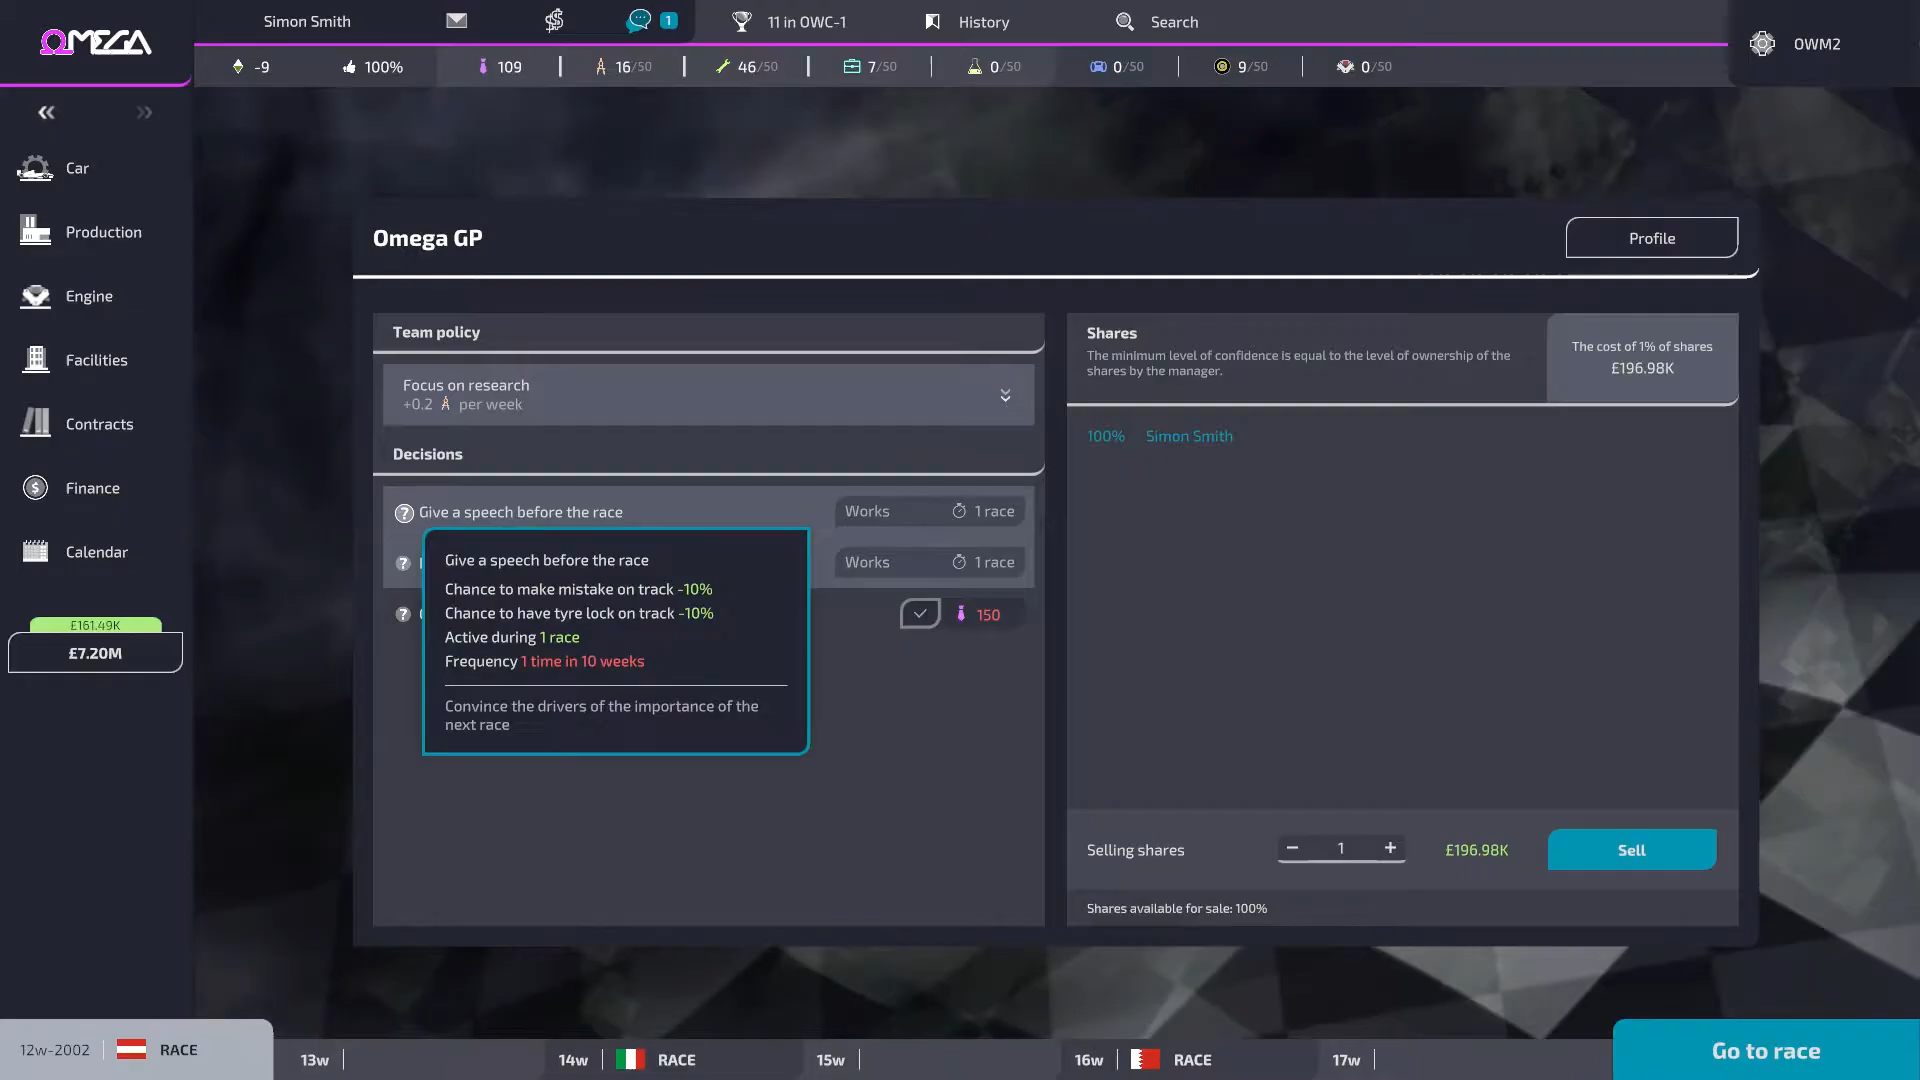 ΩMEGA
Simon Smith
1
11 in OWC-1
History
Search
OWM2
-9
100%
109
16/50
46/50
7/50
0/50
0/50
9/50
0/50
Car
Production
Engine
Facilities
Contracts
Finance
Calendar
£161.49K
£7.20M
Omega GP
Profile
Team policy
Focus on research
+0.2 per week
Decisions
Give a speech before the race
Works 1 race
Works 1 race
150
Give a speech before the race
Chance to make mistake on track -10%
Chance to have tyre lock on track -10%
Active during 1 race
Frequency 1 time in 10 weeks
Convince the drivers of the importance of the
next race
Shares
The minimum level of confidence is equal to the level of ownership of the
shares by the manager.
The cost of 1% of shares
£196.98K
100% Simon Smith
Selling shares
- 1 +
£196.98K
Sell
Shares available for sale: 100%
12w-2002 RACE
13w
14w RACE
15w
16w RACE
17w
Go to race